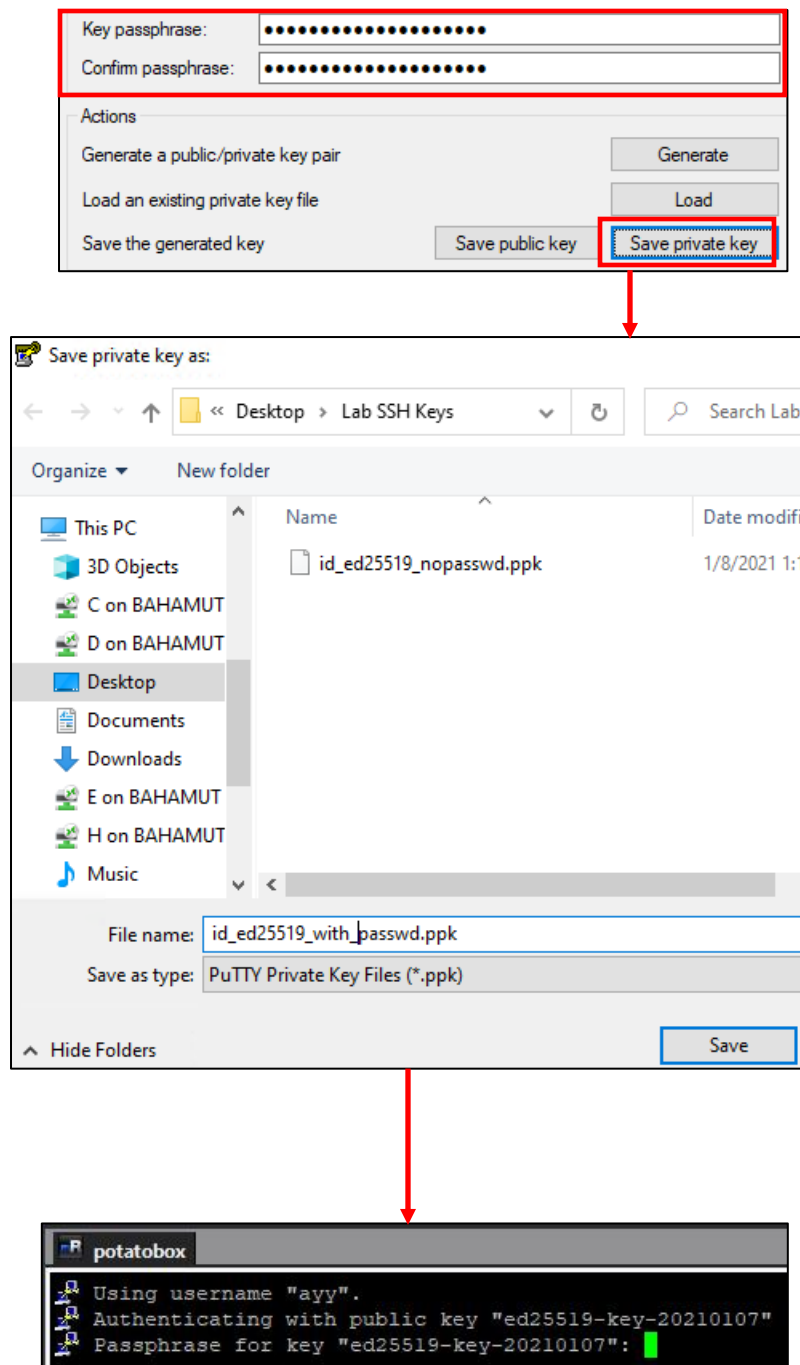 Key passphrase: ●●●●●●●●●●●●●●●●●●●●
Confirm passphrase: ●●●●●●●●●●●●●●●●●●●●
Actions
Generate a public/private key pair Generate
Load an existing private key file Load
Save the generated key Save public key Save private key
Save private key as:
« Desktop > Lab SSH Keys Search Lab
Organize New folder
This PC
3D Objects
C on BAHAMUT
D on BAHAMUT
Desktop
Documents
Downloads
E on BAHAMUT
H on BAHAMUT
Music
Name Date modifi
id_ed25519_nopasswd.ppk 1/8/2021 1:
File name: id_ed25519_with_passwd.ppk
Save as type: PuTTY Private Key Files (*.ppk)
Hide Folders Save
potatobox
Using username "ayy".
Authenticating with public key "ed25519-key-20210107"
Passphrase for key "ed25519-key-20210107":